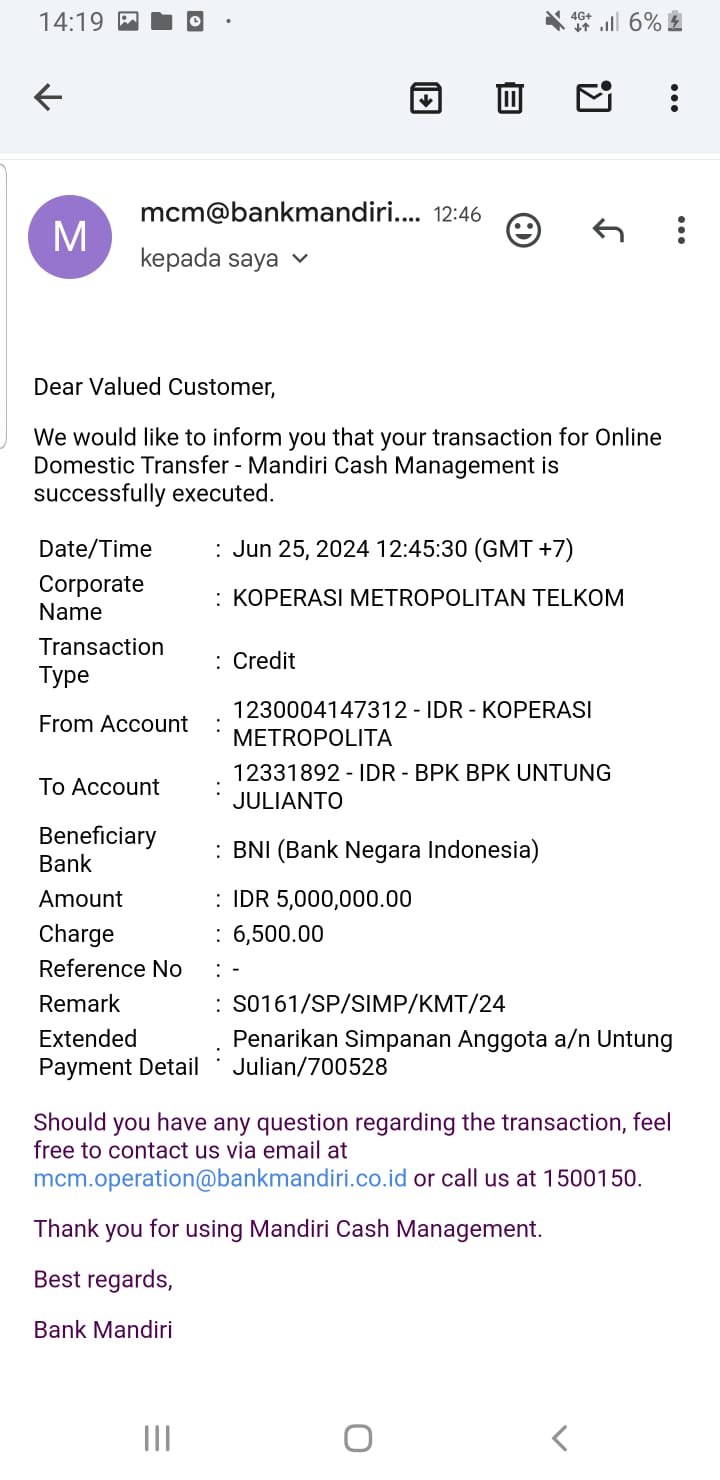 14:19
4G+
6%
M
mcm@bankmandiri.... 12:46
kepada saya
Dear Valued Customer,
We would like to inform you that your transaction for Online
Domestic Transfer - Mandiri Cash Management is
successfully executed.
Date/Time : Jun 25, 2024 12:45:30 (GMT +7)
Corporate
Name : KOPERASI METROPOLITAN TELKOM
Transaction
Type : Credit
From Account : 1230004147312 - IDR - KOPERASI
METROPOLITA
To Account : 12331892 - IDR - BPK BPK UNTUNG
JULIANTO
Beneficiary
Bank : BNI (Bank Negara Indonesia)
Amount : IDR 5,000,000.00
Charge : 6,500.00
Reference No : -
Remark : S0161/SP/SIMP/KMT/24
Extended : Penarikan Simpanan Anggota a/n Untung
Payment Detail Julian/700528
Should you have any question regarding the transaction, feel
free to contact us via email at
mcm.operation@bankmandiri.co.id or call us at 1500150.
Thank you for using Mandiri Cash Management.
Best regards,
Bank Mandiri